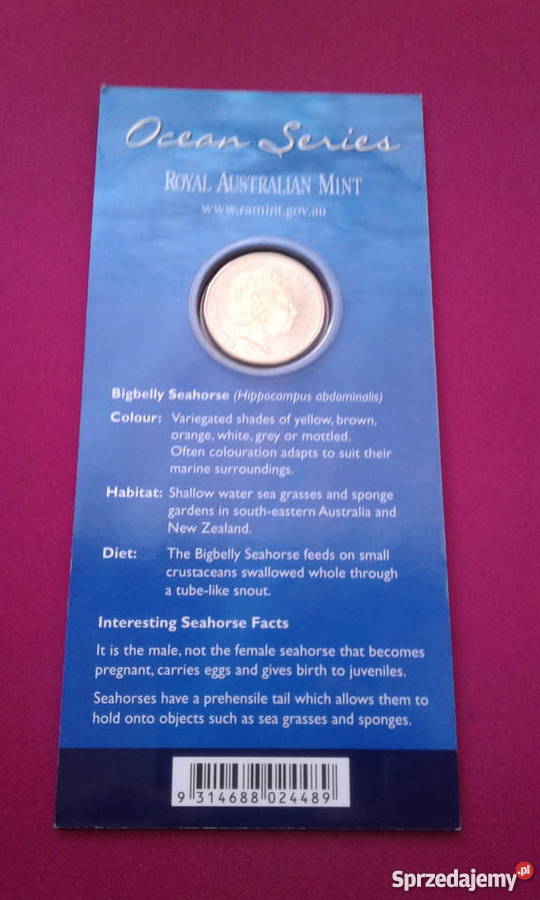 Ocean Series
ROYAL AUSTRALIAN MINT
www.ramint.gov.au
Bigbelly Seahorse (Hippocampus abdominalis)
Colour: Variegated shades of yellow, brown,
orange, white, grey or mottled.
Often colouration adapts to suit their
marine surroundings.
Habitat: Shallow water sea grasses and sponge
gardens in south-eastern Australia and
New Zealand.
Diet: The Bigbelly Seahorse feeds on small
crustaceans swallowed whole through
a tube-like snout.
Interesting Seahorse Facts
It is the male, not the female seahorse that becomes
pregnant, carries eggs and gives birth to juveniles.
Seahorses have a prehensile tail which allows them to
hold onto objects such as sea grasses and sponges.
9 314688 024489
Sprzedajemy.pl